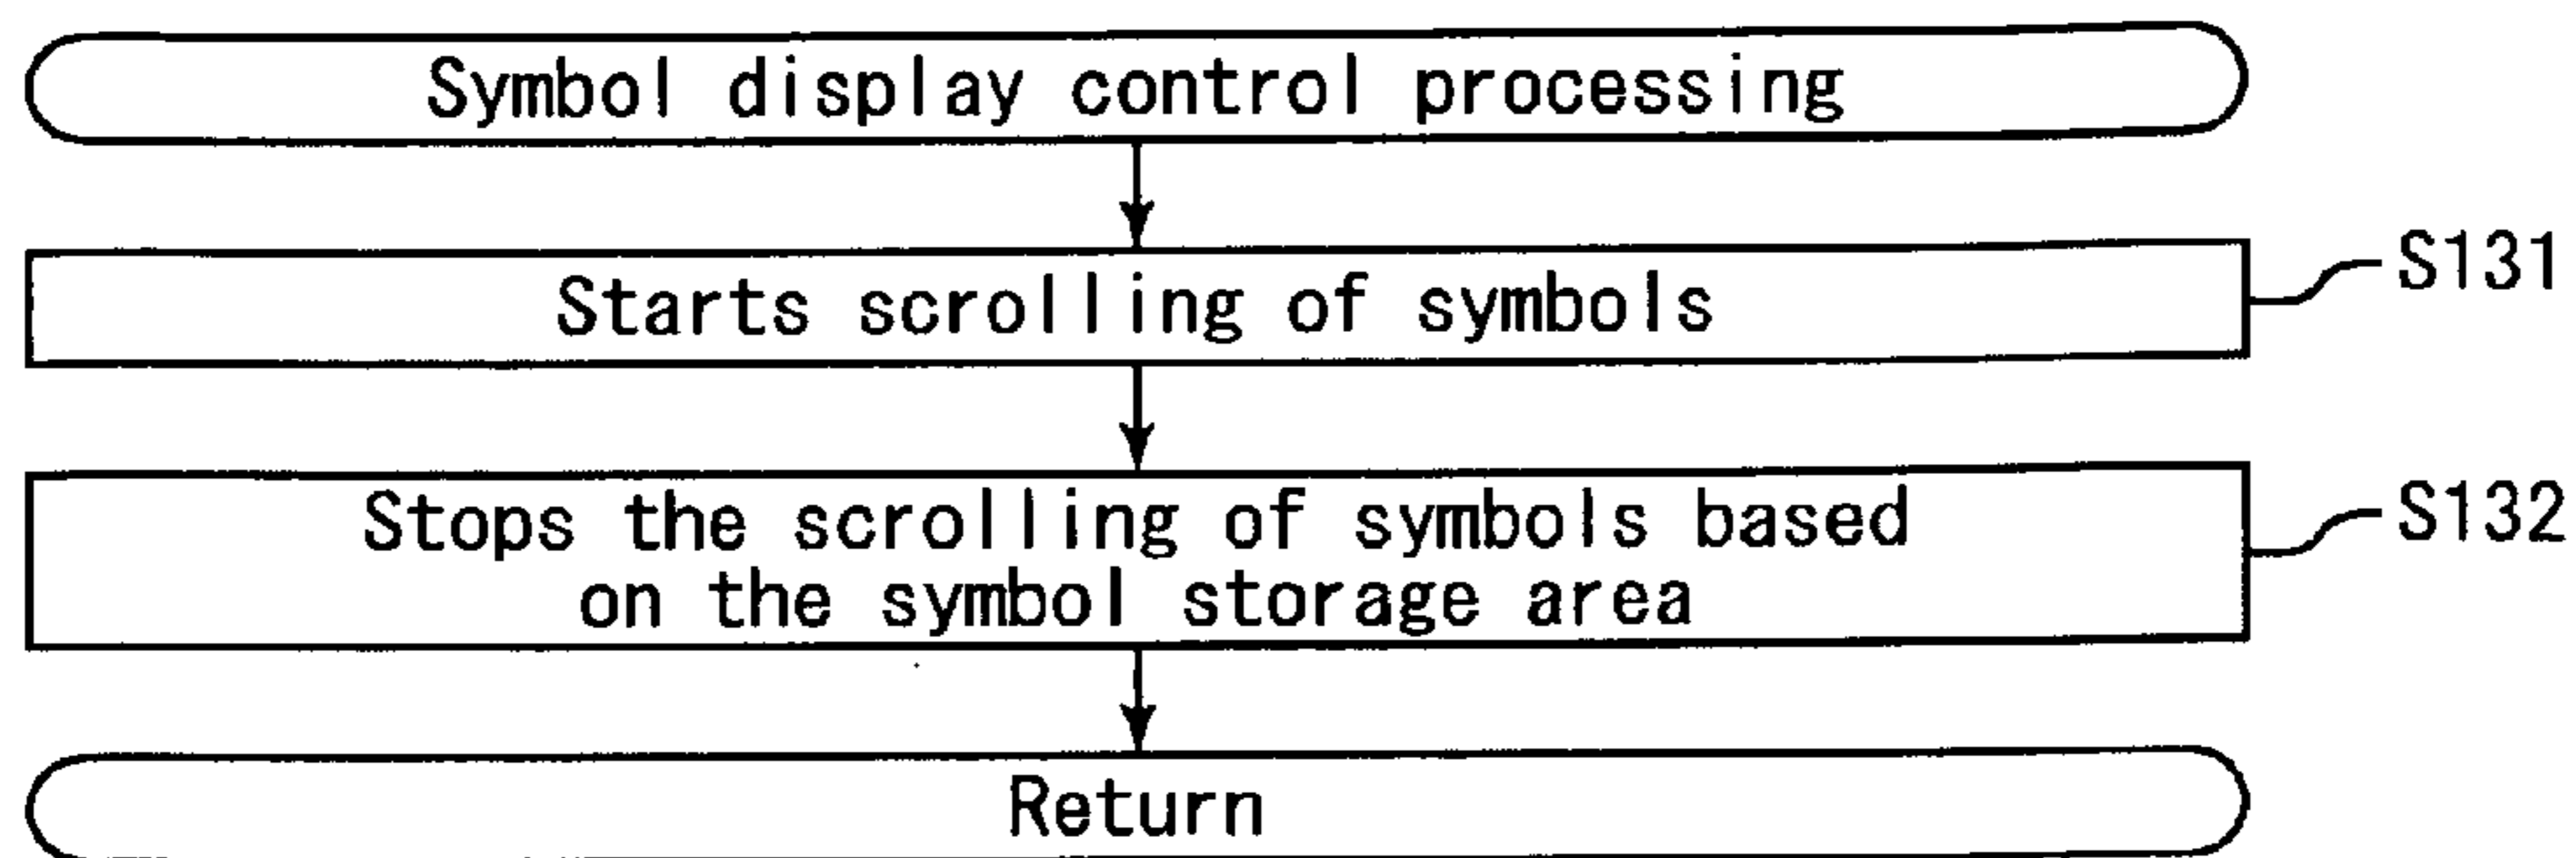 Symbol display control processing
Starts scrolling of symbols
S131
Stops the scrolling of symbols based
on the symbol storage area
S132
Return